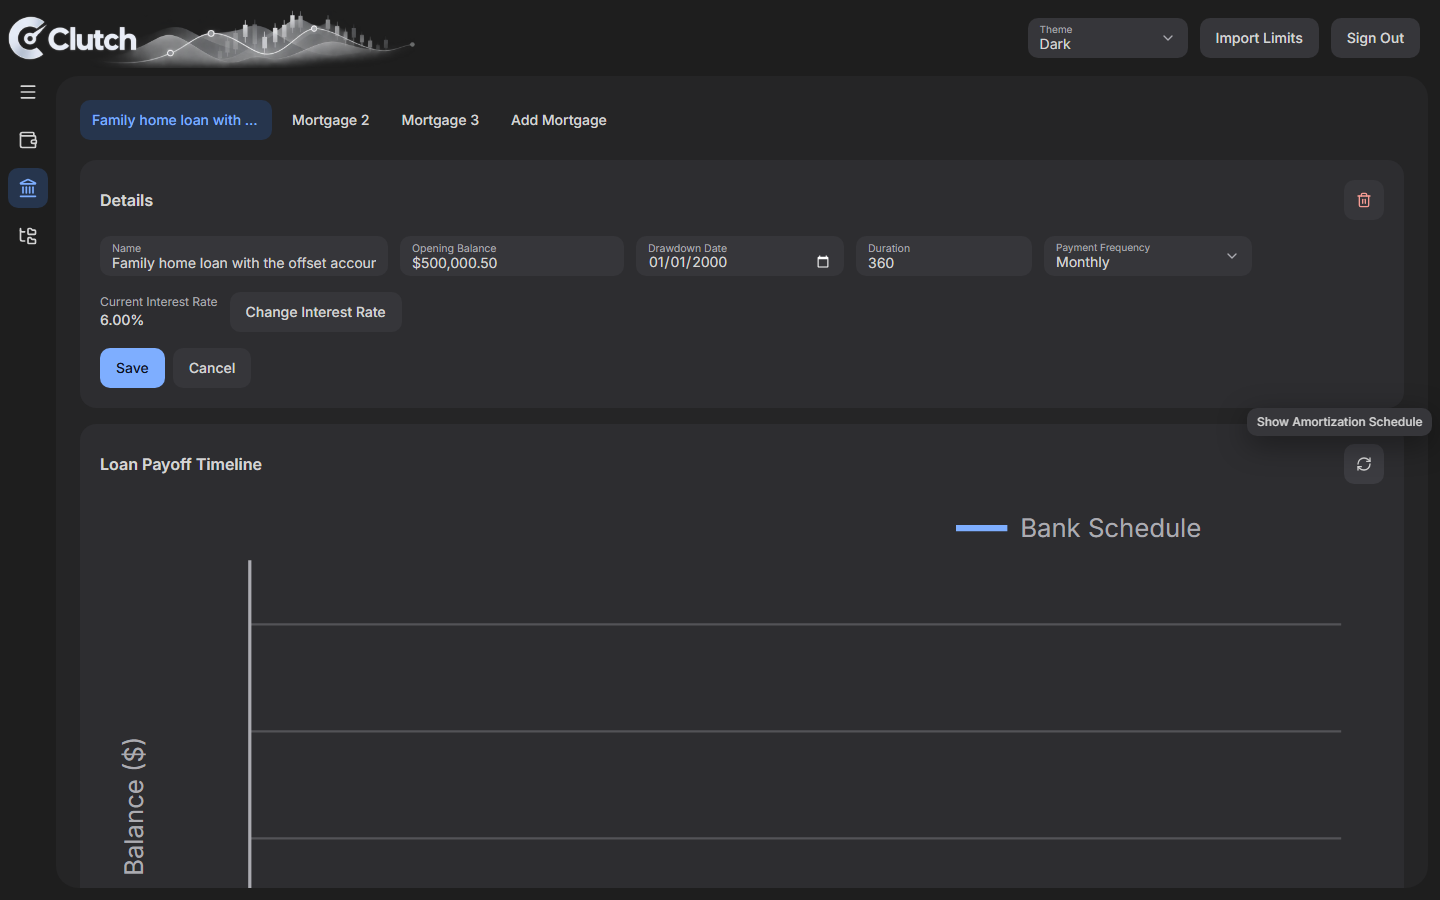 Clutch
Theme
Dark
Import Limits
Sign Out
Family home loan with ...
Mortgage 2
Mortgage 3
Add Mortgage
Details
Name
Family home loan with the offset accour
Opening Balance
$500,000.50
Drawdown Date
01/01/2000
Duration
360
Payment Frequency
Monthly
Current Interest Rate
6.00%
Change Interest Rate
Save
Cancel
Show Amortization Schedule
Loan Payoff Timeline
Bank Schedule
Balance ($)